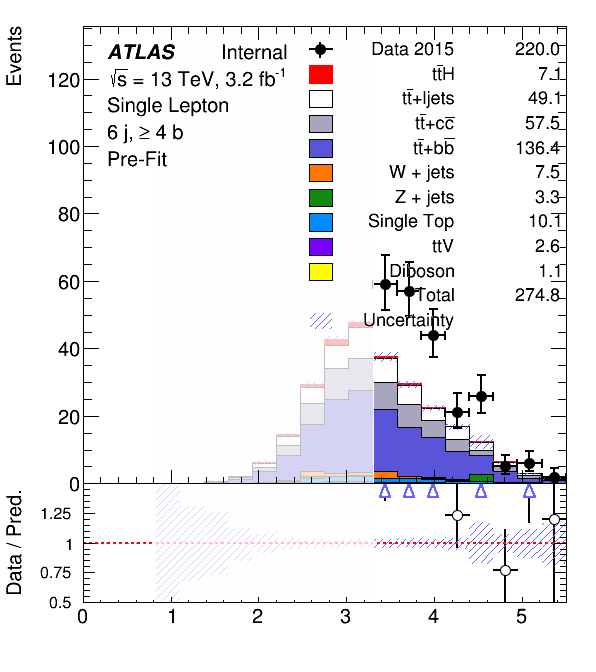 Events
ATLAS Internal
√s = 13 TeV, 3.2 fb-1
Single Lepton
6 j, ≥ 4 b
Pre-Fit
Data 2015 220.0
tt̄H 7.1
tt̄+ljets 49.1
tt̄+cc̄ 57.5
tt̄+bb̄ 136.4
W + jets 7.5
Z + jets 3.3
Single Top 10.1
ttV 2.6
Diboson 1.1
Total 274.8
Uncertainty
120
100
80
60
40
20
0
Data / Pred.
1.25
1
0.75
0.5
0 1 2 3 4 5